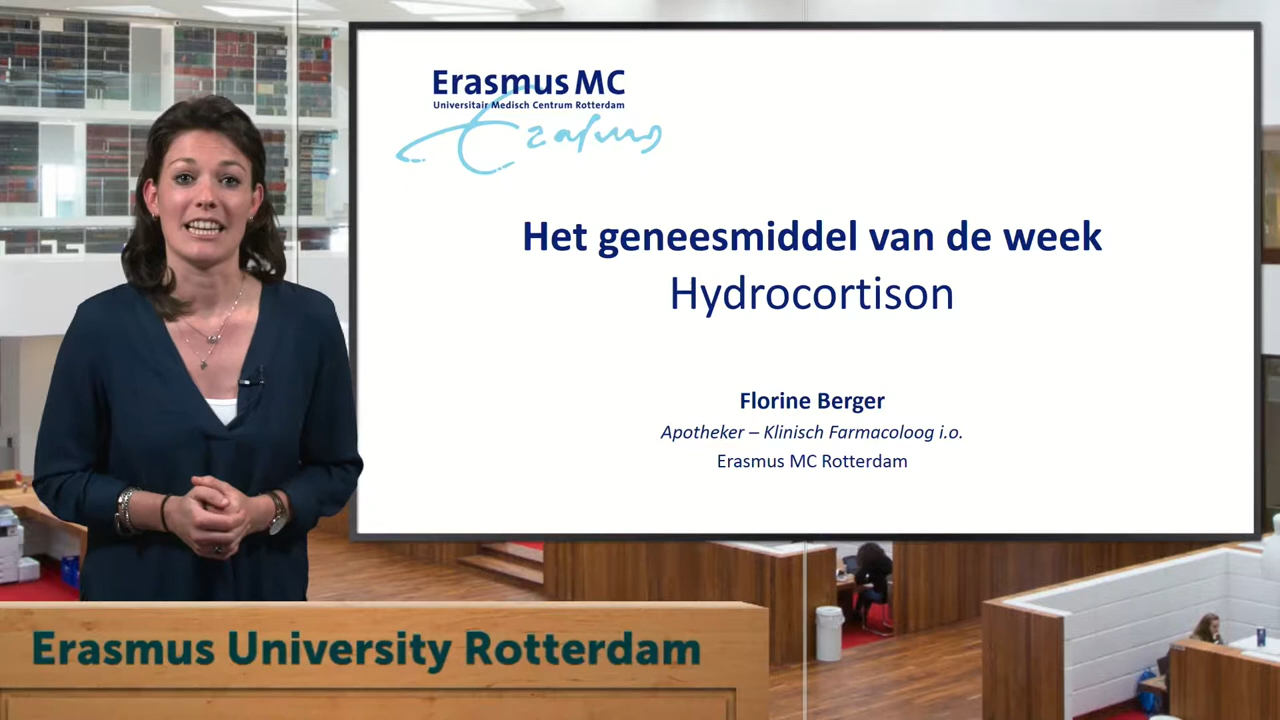 Erasmus MC
Universitair Medisch Centrum Rotterdam
Erasmus
Het geneesmiddel van de week
Hydrocortison
Florine Berger
Apotheker – Klinisch Farmacoloog i.o.
Erasmus MC Rotterdam
Erasmus University Rotterdam